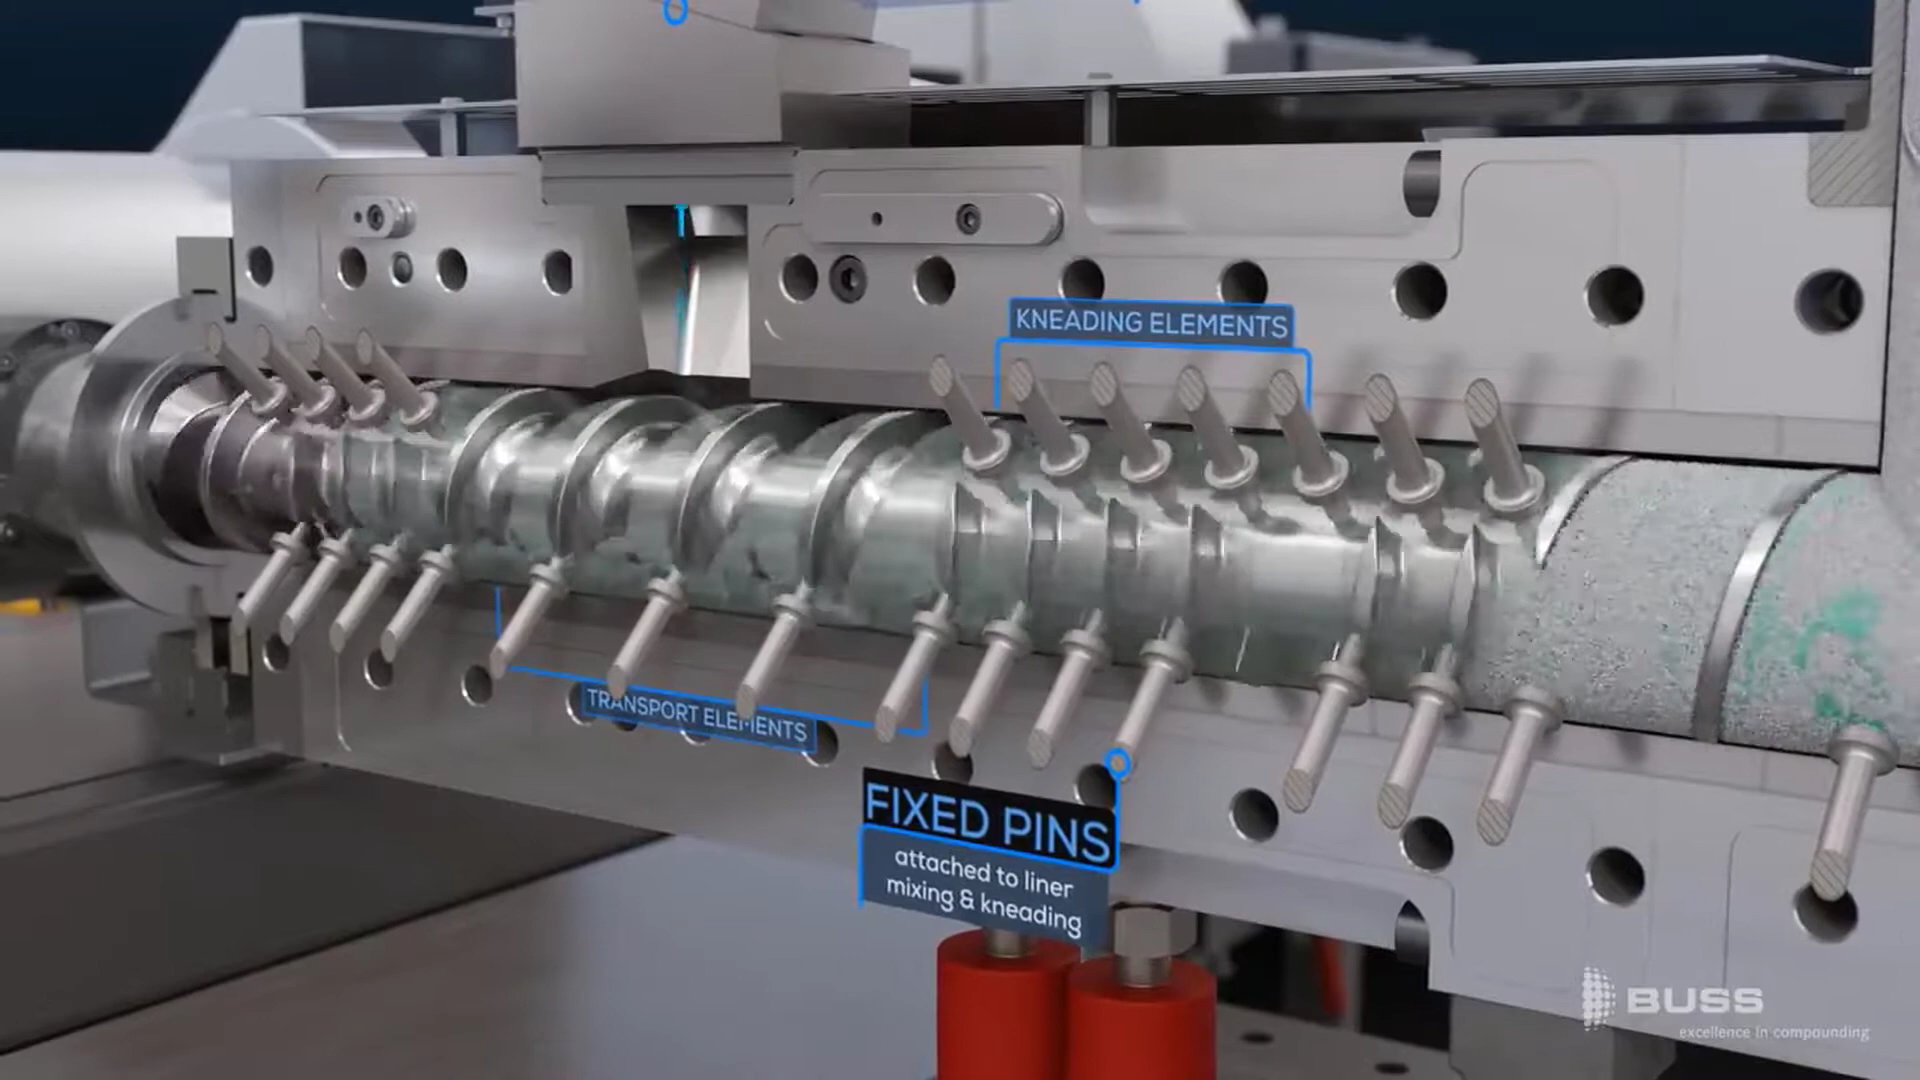 KNEADING ELEMENTS
TRANSPORT ELEMENTS
FIXED PINS
attached to liner
mixing & kneading
BUSS
excellence in compounding